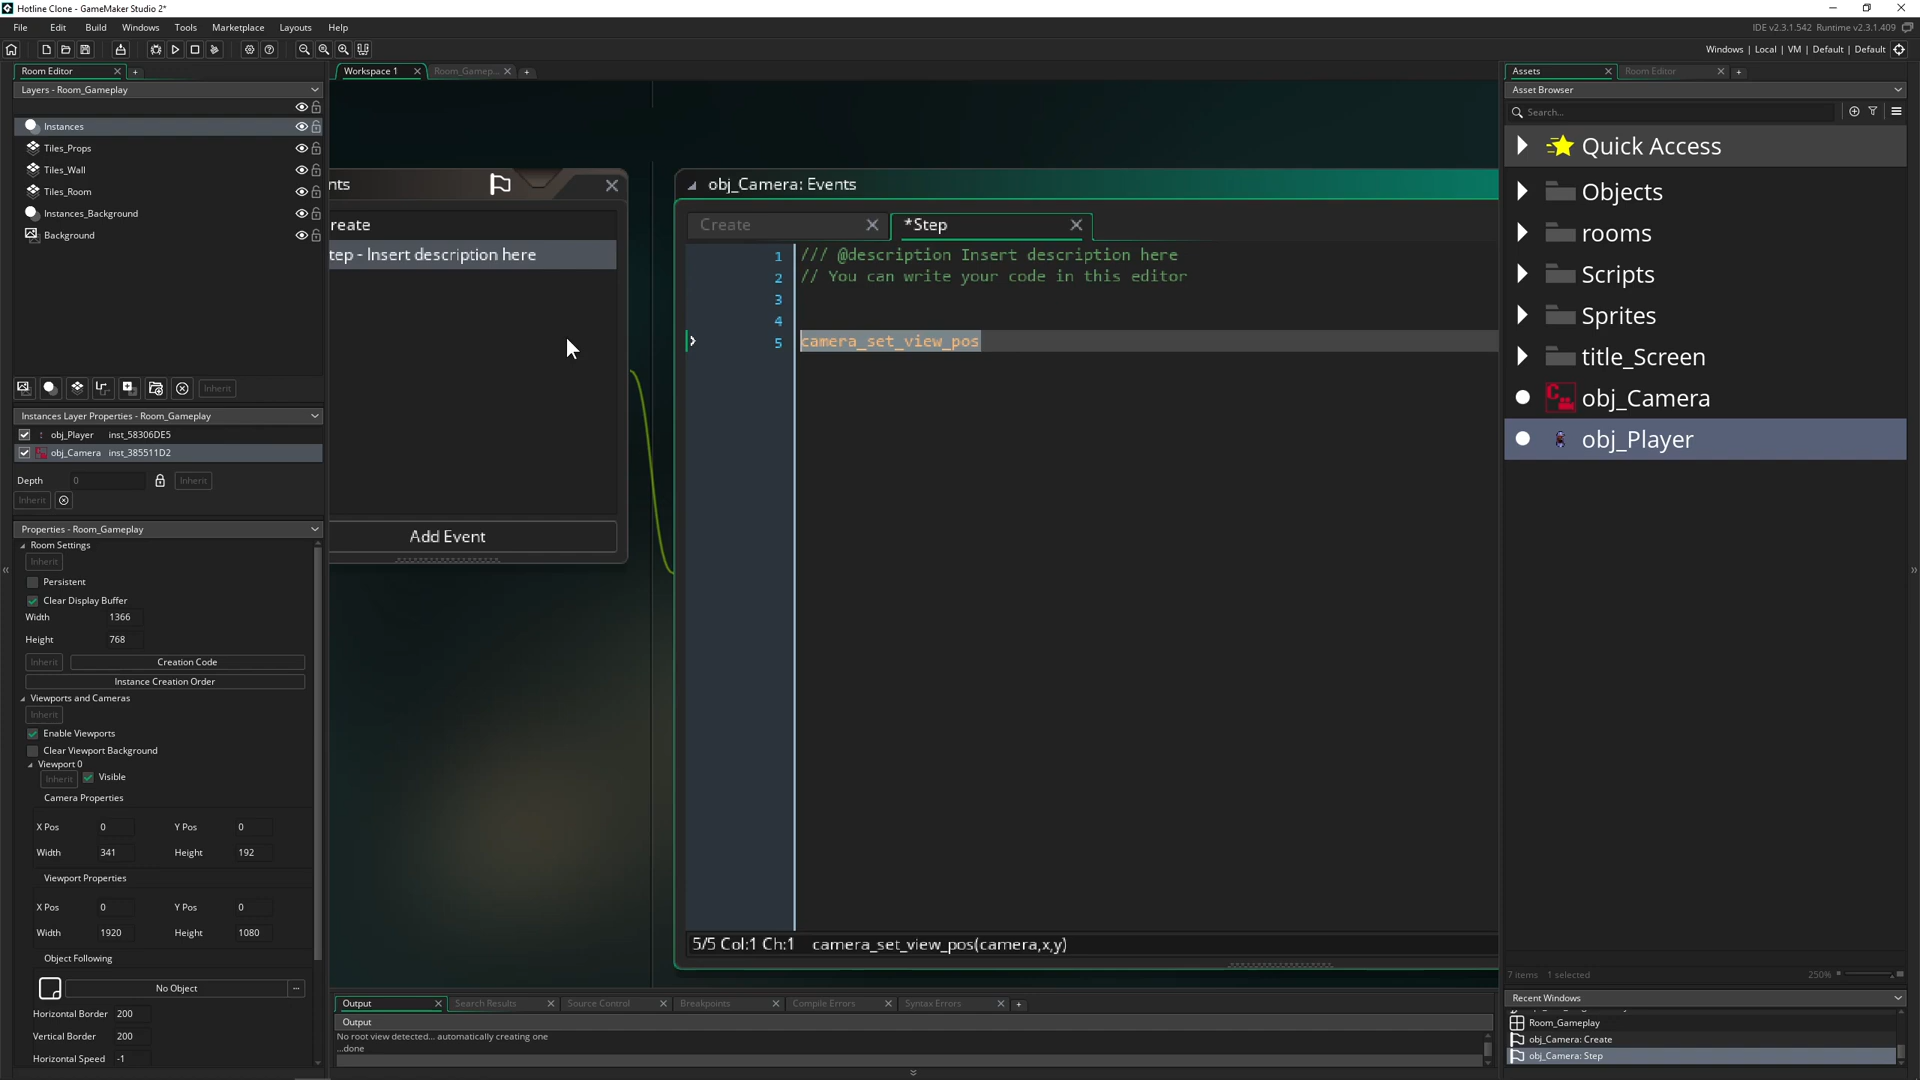 Hotline Clone - GameMaker Studio 2*
File Edit Build Windows Tools Marketplace Layouts Help
IDE v2.3.1.542 Runtime v2.3.1.409
Windows | Local | VM | Default | Default
Room Editor
Workspace 1
Room_Gamep...
Assets
Room Editor
Layers - Room_Gameplay
Asset Browser
Search...
Instances
Tiles_Props
Tiles_Wall
Tiles_Room
Instances_Background
Background
Inherit
Instances Layer Properties - Room_Gameplay
obj_Player inst_58306DE5
obj_Camera inst_385511D2
Depth 0 Inherit
Inherit
Properties - Room_Gameplay
Room Settings
Inherit
Persistent
Clear Display Buffer
Width 1366
Height 768
Inherit Creation Code
Instance Creation Order
Viewports and Cameras
Inherit
Enable Viewports
Clear Viewport Background
Viewport 0
Inherit Visible
Camera Properties
X Pos 0 Y Pos 0
Width 341 Height 192
Viewport Properties
X Pos 0 Y Pos 0
Width 1920 Height 1080
Object Following
No Object ...
Horizontal Border 200
Vertical Border 200
Horizontal Speed -1
nts
reate
tep - Insert description here
Add Event
obj_Camera: Events
Create
*Step
1 /// @description Insert description here
2 // You can write your code in this editor
3
4
5 camera_set_view_pos
5/5 Col:1 Ch:1 camera_set_view_pos(camera,x,y)
Output
Search Results
Source Control
Breakpoints
Compile Errors
Syntax Errors
Output
No root view detected... automatically creating one
...done
Quick Access
Objects
rooms
Scripts
Sprites
title_Screen
obj_Camera
obj_Player
7 items 1 selected 250%
Recent Windows
Room_Gameplay
obj_Camera: Create
obj_Camera: Step